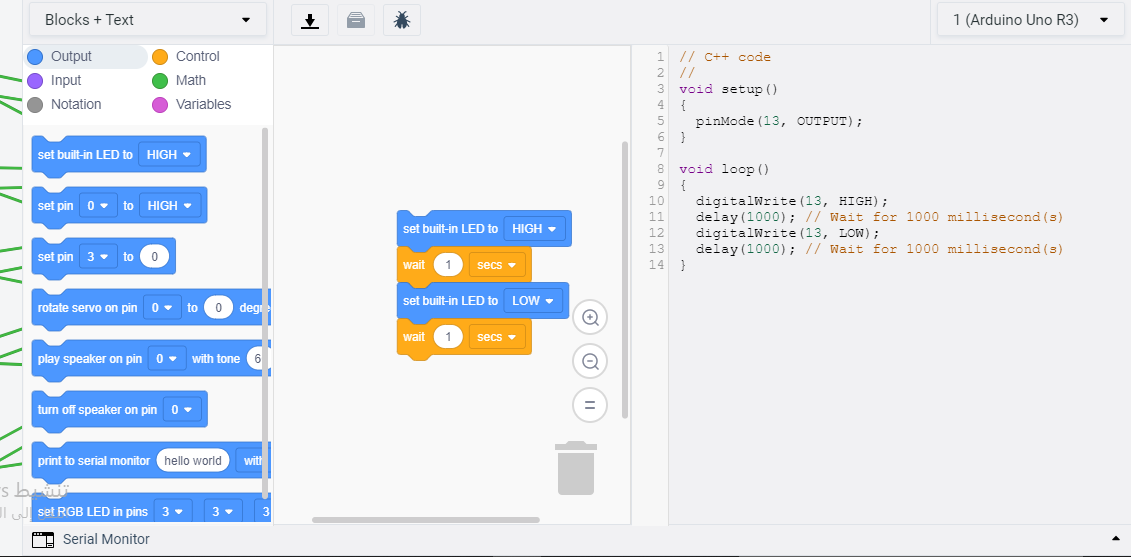 Blocks + Text
1 (Arduino Uno R3)
Output
Control
Input
Math
Notation
Variables
set built-in LED to HIGH
set pin 0 to HIGH
set pin 3 to 0
rotate servo on pin 0 to 0 degre
play speaker on pin 0 with tone 6
turn off speaker on pin 0
print to serial monitor hello world with
set RGB LED in pins 3 3 3
set built-in LED to HIGH
wait 1 secs
set built-in LED to LOW
wait 1 secs
=
1 // C++ code
2 //
3 void setup()
4 {
5 pinMode(13, OUTPUT);
6 }
7
8 void loop()
9 {
10 digitalWrite(13, HIGH);
11 delay(1000); // Wait for 1000 millisecond(s)
12 digitalWrite(13, LOW);
13 delay(1000); // Wait for 1000 millisecond(s)
14 }
تنشيط
Serial Monitor